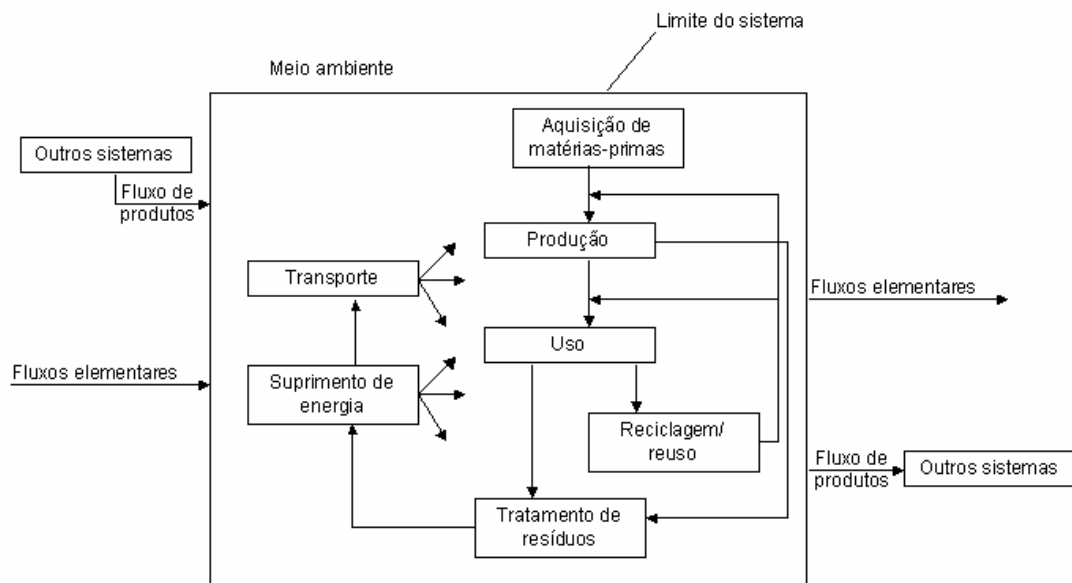 Limite do sistema
Meio ambiente
Aquisição de
matérias-primas
Outros sistemas
Fluxo de
produtos
Produção
Transporte
Fluxos elementares
Uso
Fluxos elementares
Suprimento de
energia
Reciclagem/
reuso
Fluxo de
produtos
Outros sistemas
Tratamento de
resíduos